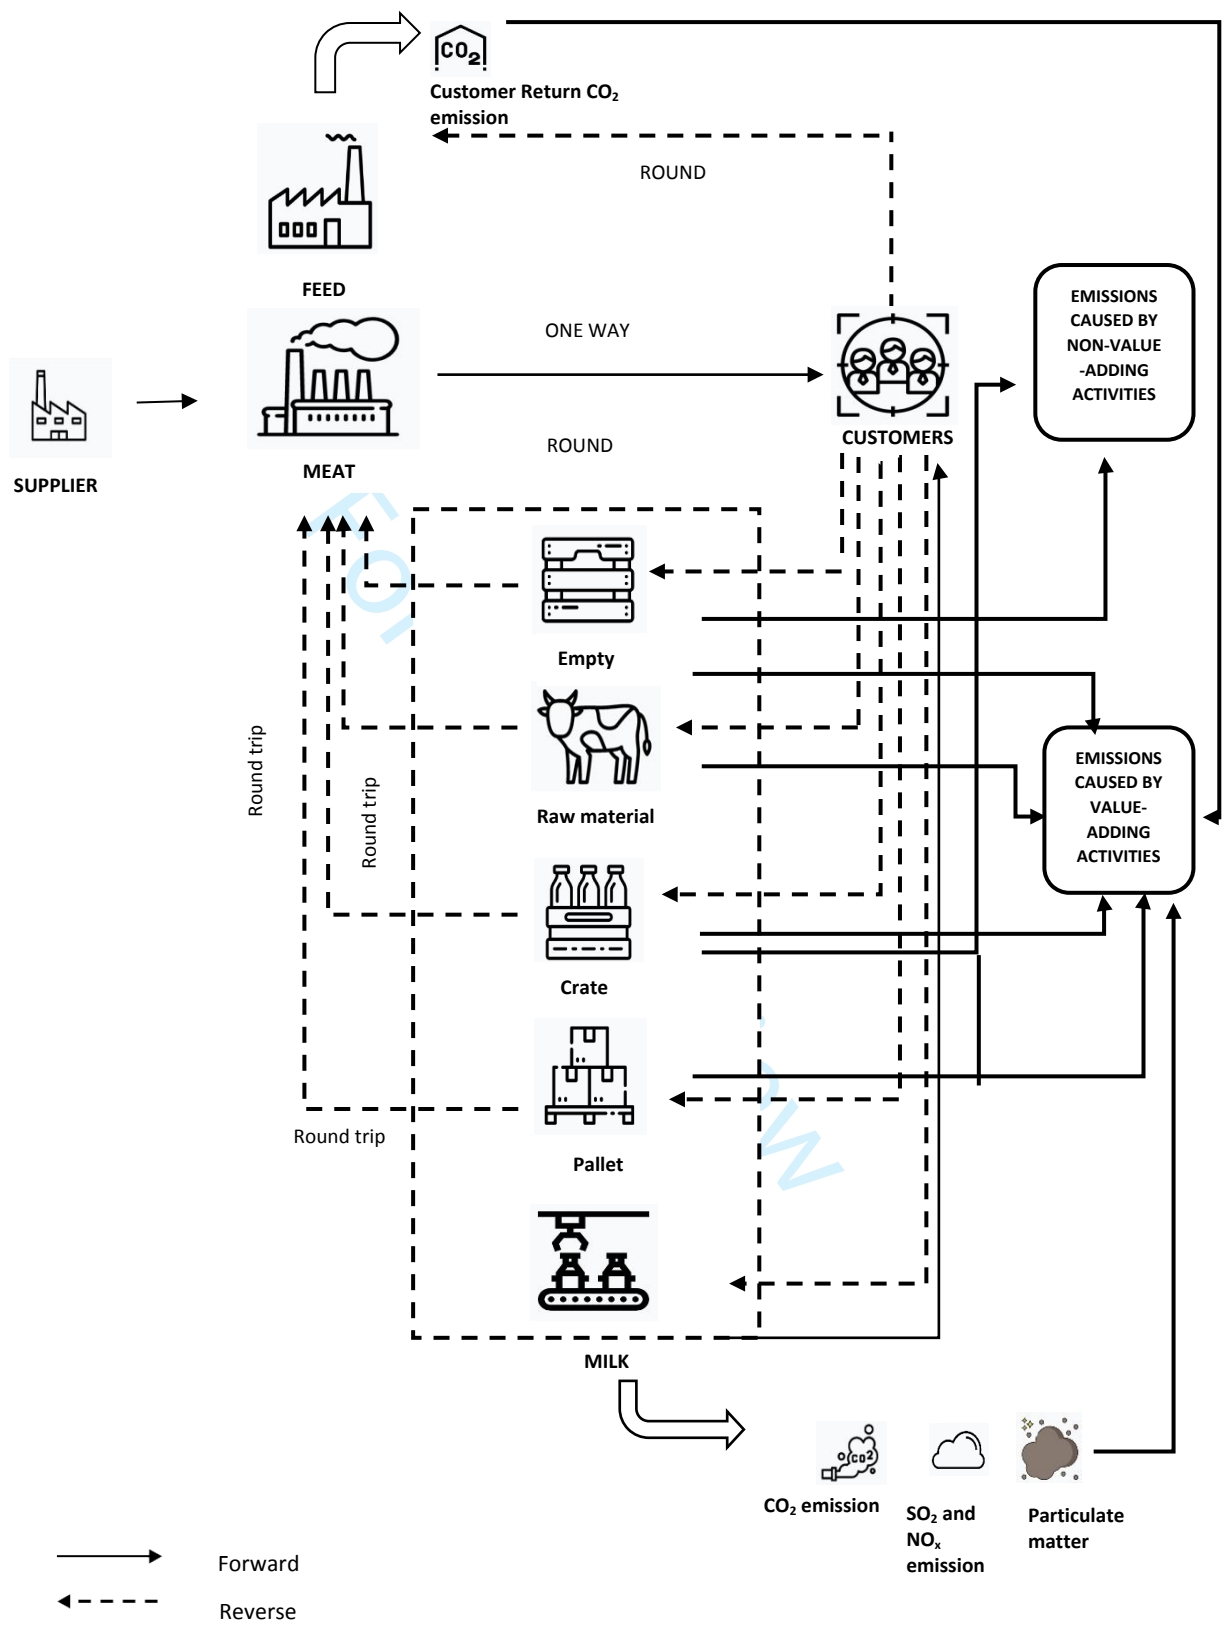 CO2
Customer Return CO₂
emission
ROUND
FEED
EMISSIONS
CAUSED BY
NON-VALUE
-ADDING
ACTIVITIES
ONE WAY
CUSTOMERS
ROUND
MEAT
SUPPLIER
For
Empty
Round trip
Round trip
Raw material
EMISSIONS
CAUSED BY
VALUE-
ADDING
ACTIVITIES
Crate
Round trip
Pallet
MILK
CO2
CO₂ emission
SO₂ and
NOₓ
emission
Particulate
matter
Forward
Reverse